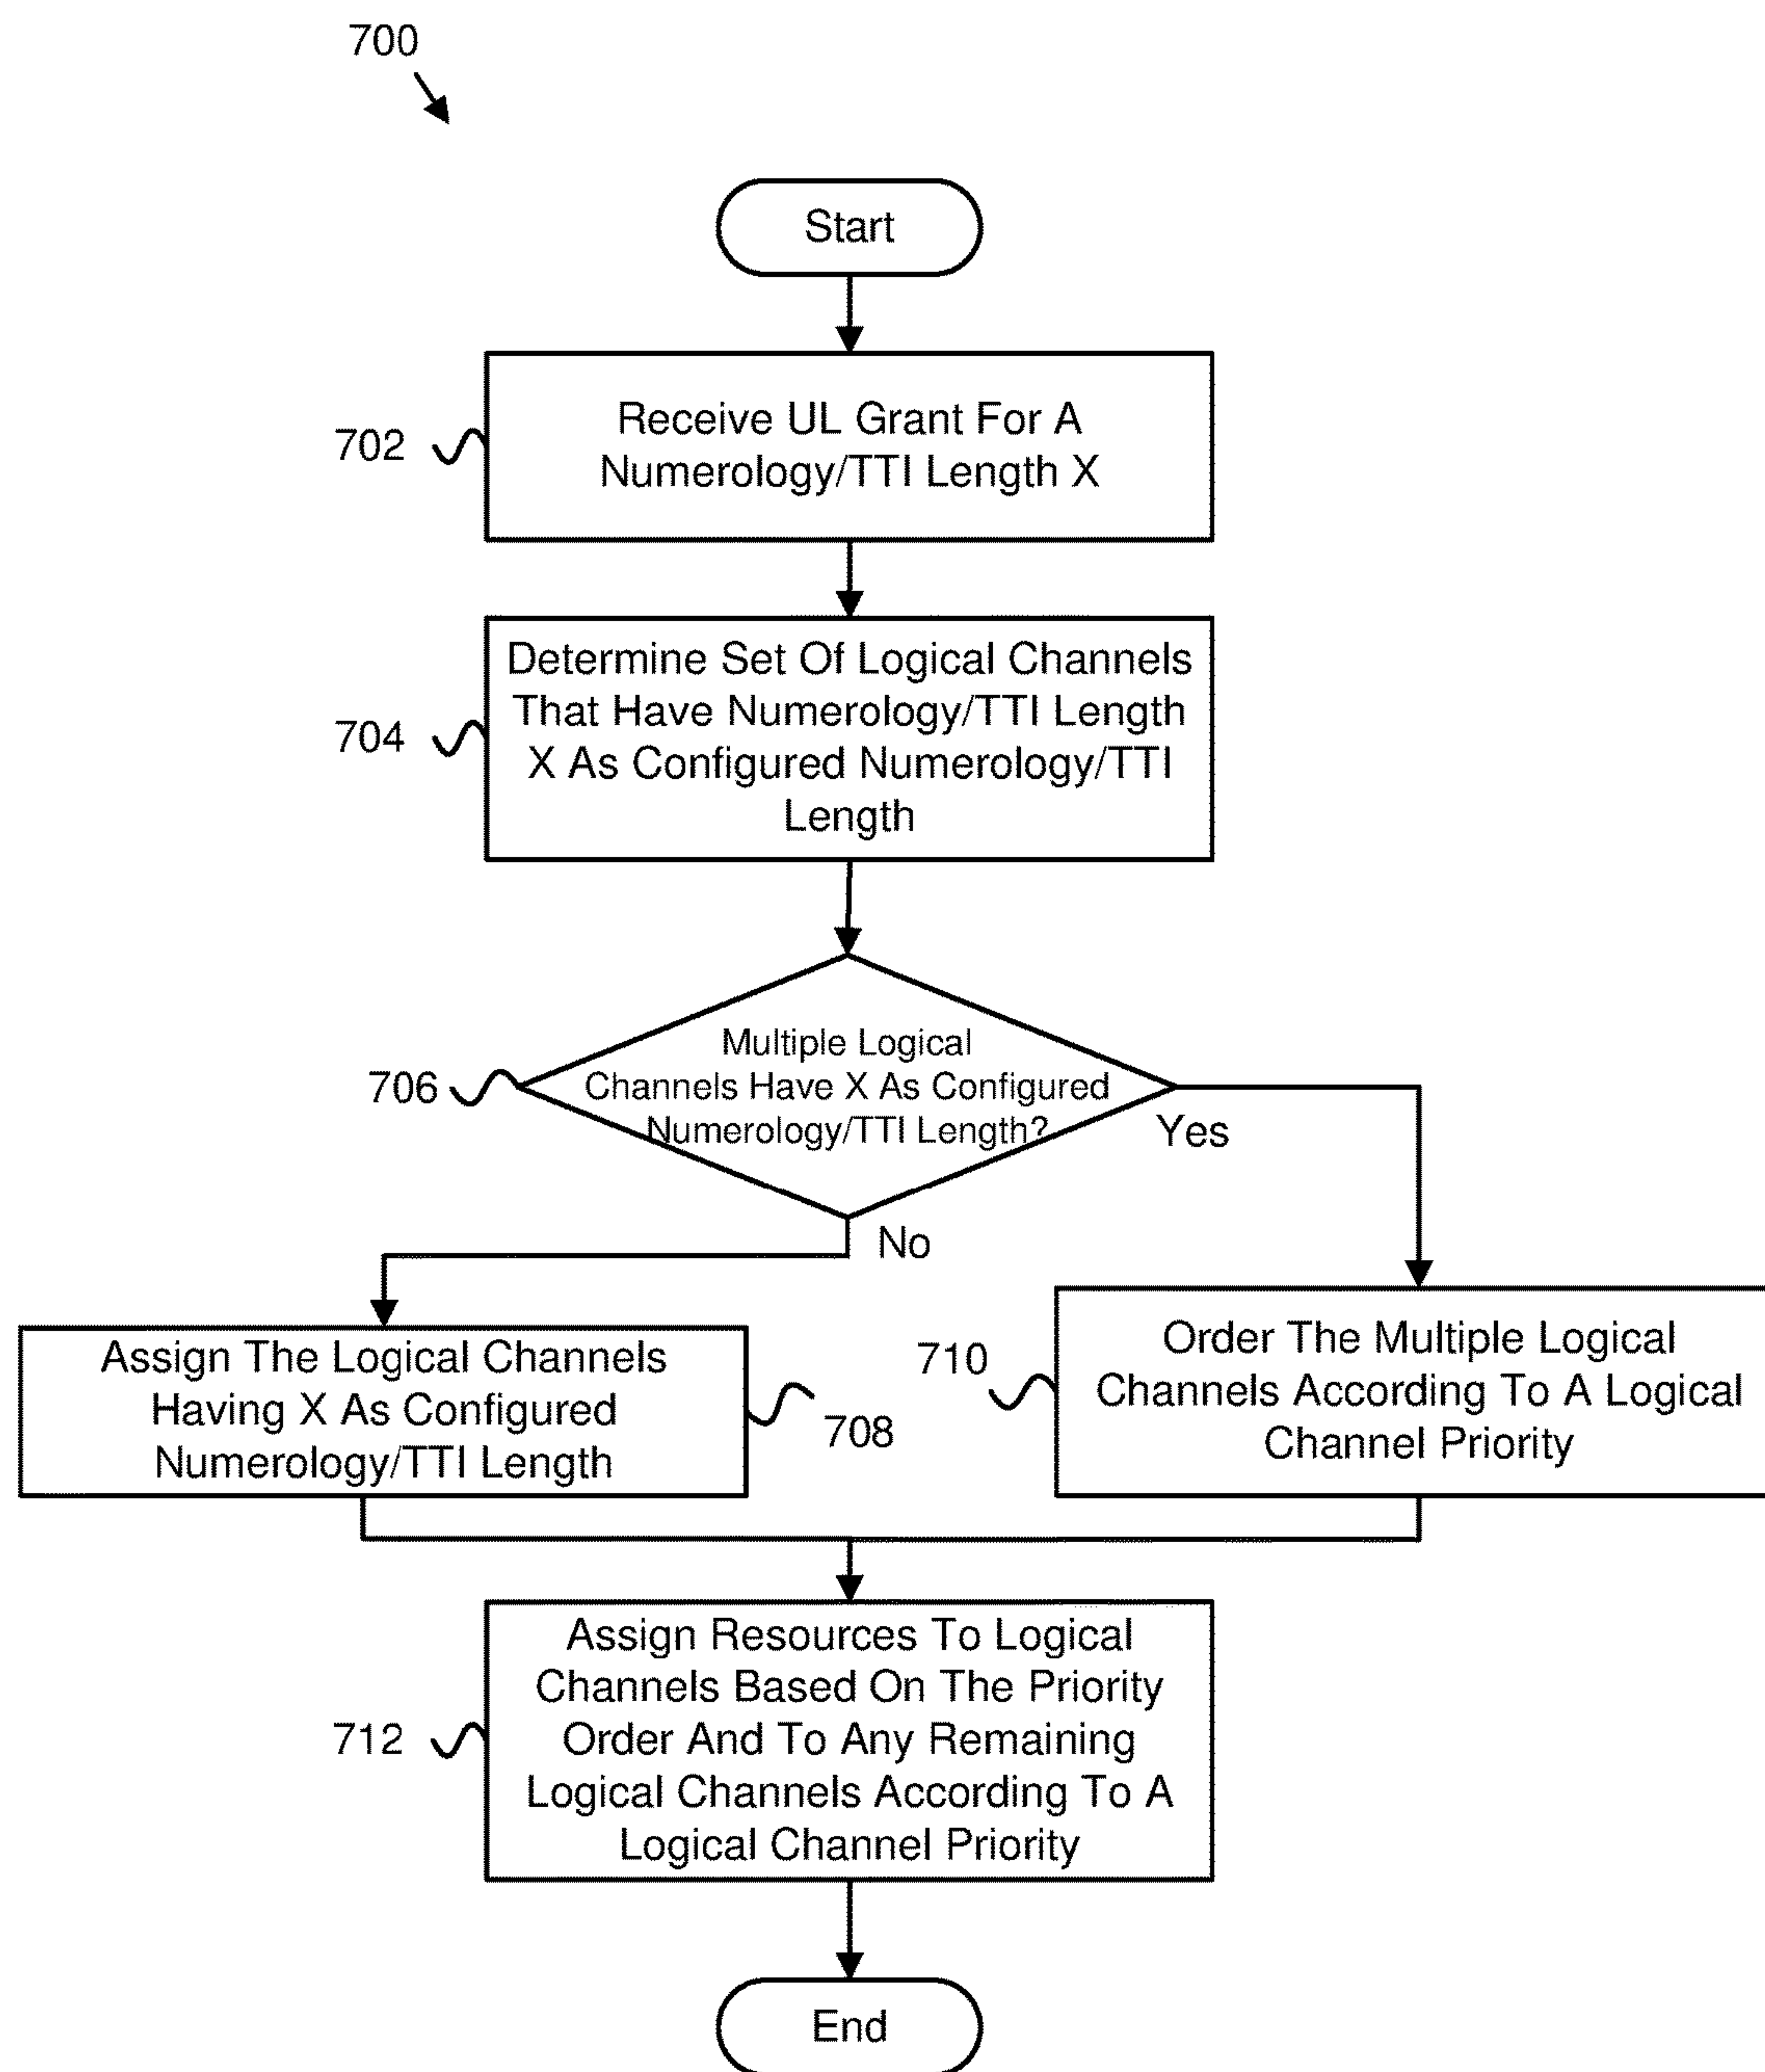 700
Start
702
Receive UL Grant For A
Numerology/TTI Length X
704
Determine Set Of Logical Channels
That Have Numerology/TTI Length
X As Configured Numerology/TTI
Length
706
Multiple Logical
Channels Have X As Configured
Numerology/TTI Length?
Yes
No
Assign The Logical Channels
Having X As Configured
Numerology/TTI Length
708
710
Order The Multiple Logical
Channels According To A Logical
Channel Priority
712
Assign Resources To Logical
Channels Based On The Priority
Order And To Any Remaining
Logical Channels According To A
Logical Channel Priority
End